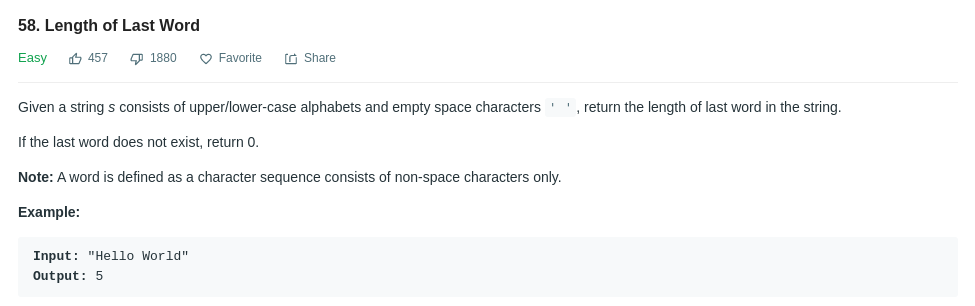 58. Length of Last Word
Easy 457 1880 Favorite Share
Given a string s consists of upper/lower-case alphabets and empty space characters ' ', return the length of last word in the string.
If the last word does not exist, return 0.
Note: A word is defined as a character sequence consists of non-space characters only.
Example:
Input: "Hello World"
Output: 5